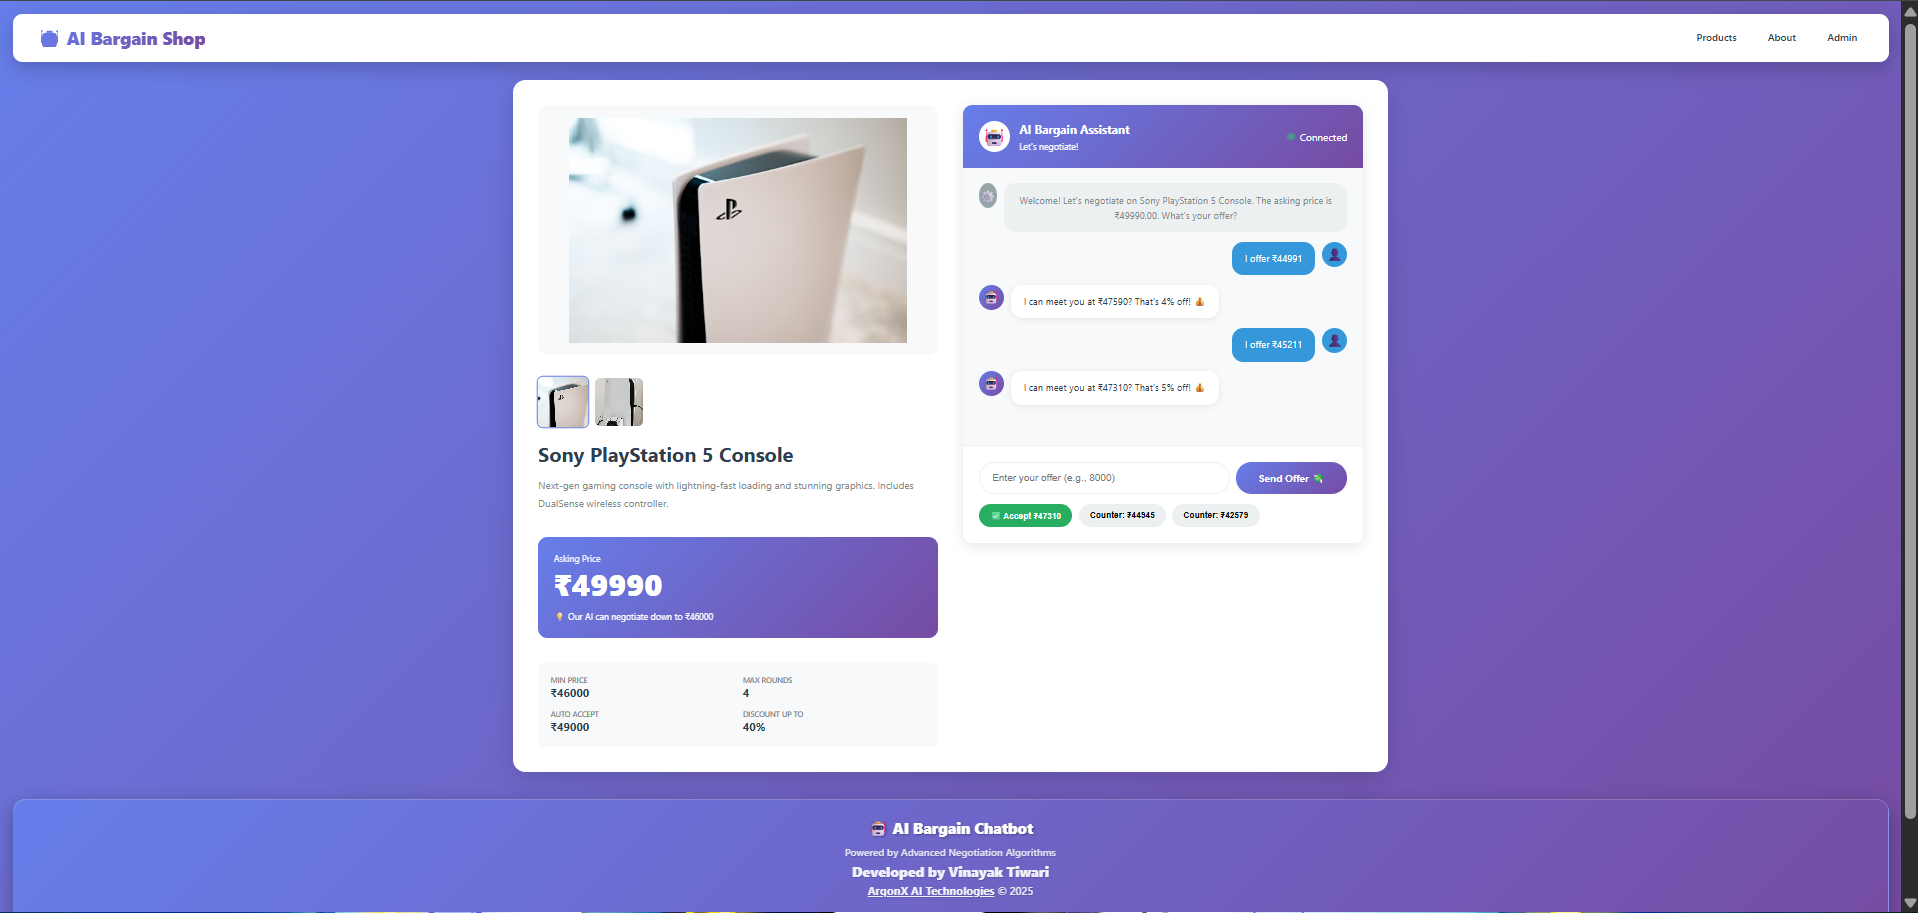 AI Bargain Shop
Products
About
Admin
Sony PlayStation 5 Console
Next-gen gaming console with lightning-fast loading and stunning graphics. Includes
DualSense wireless controller.
Asking Price
₹49990
Our AI can negotiate down to ₹46000
MIN PRICE
₹46000
MAX ROUNDS
4
AUTO ACCEPT
₹49000
DISCOUNT UP TO
40%
AI Bargain Assistant
Let's negotiate!
Connected
Welcome! Let's negotiate on Sony PlayStation 5 Console. The asking price is
₹49990.00. What's your offer?
I offer ₹44991
I can meet you at ₹47590? That's 4% off! 💰
I offer ₹45211
I can meet you at ₹47310? That's 5% off! 💰
Enter your offer (e.g., 8000)
Send Offer 💸
✅ Accept ₹47310
Counter: ₹44945
Counter: ₹42579
🤖 AI Bargain Chatbot
Powered by Advanced Negotiation Algorithms
Developed by Vinayak Tiwari
ArqonX AI Technologies © 2025